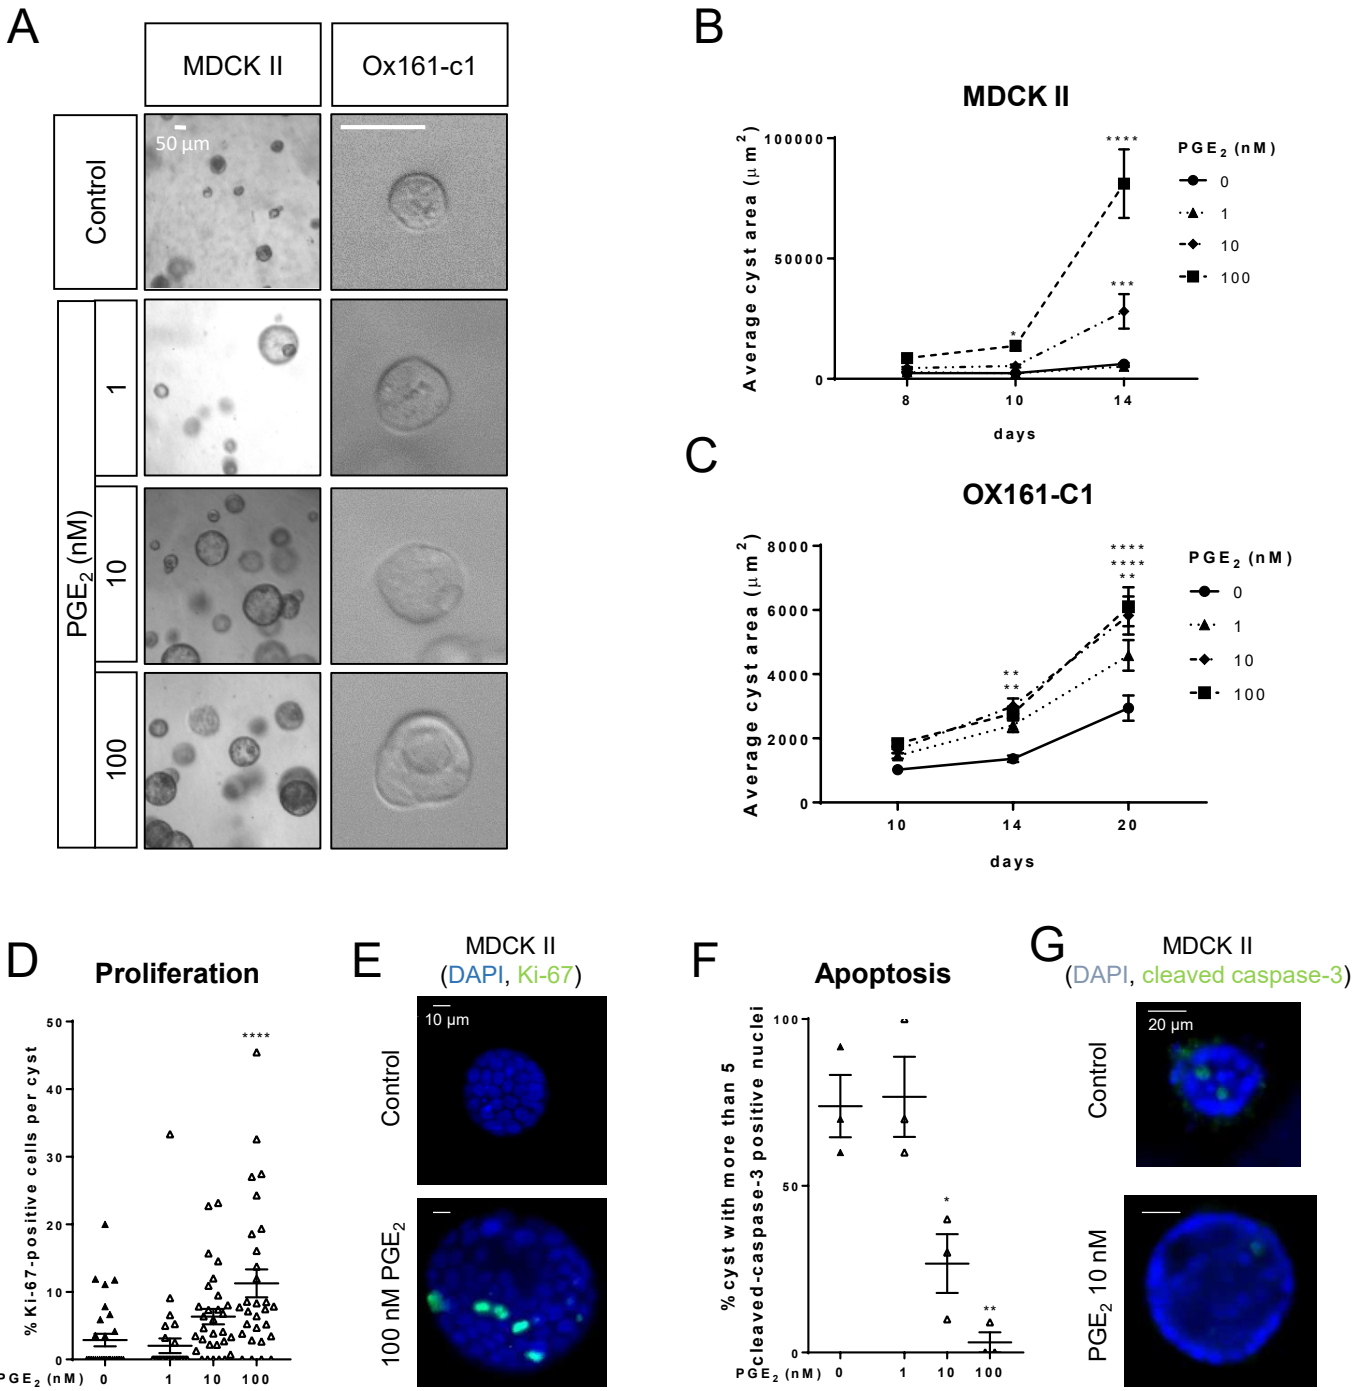 A
MDCK II
Ox161-c1
Control
50 μm
PGE2 (nM)
1
10
100
B
MDCK II
Average cyst area (μm2)
100000
50000
0
****
***
*
8
10
14
days
PGE2 (nM)
0
1
10
100
C
OX161-C1
Average cyst area (μm2)
8000
6000
4000
2000
0
**
**
****
****
**
10
14
20
days
PGE2 (nM)
0
1
10
100
D
Proliferation
% Ki-67-positive cells per cyst
50
40
30
20
10
0
****
PGE2 (nM)
0
1
10
100
E
MDCK II
(DAPI, Ki-67)
Control
10 μm
100 nM PGE2
F
Apoptosis
% cyst with more than 5
cleaved-caspase-3 positive nuclei
100
50
0
*
**
PGE2 (nM)
0
1
10
100
G
MDCK II
(DAPI, cleaved caspase-3)
Control
20 μm
PGE2 10 nM